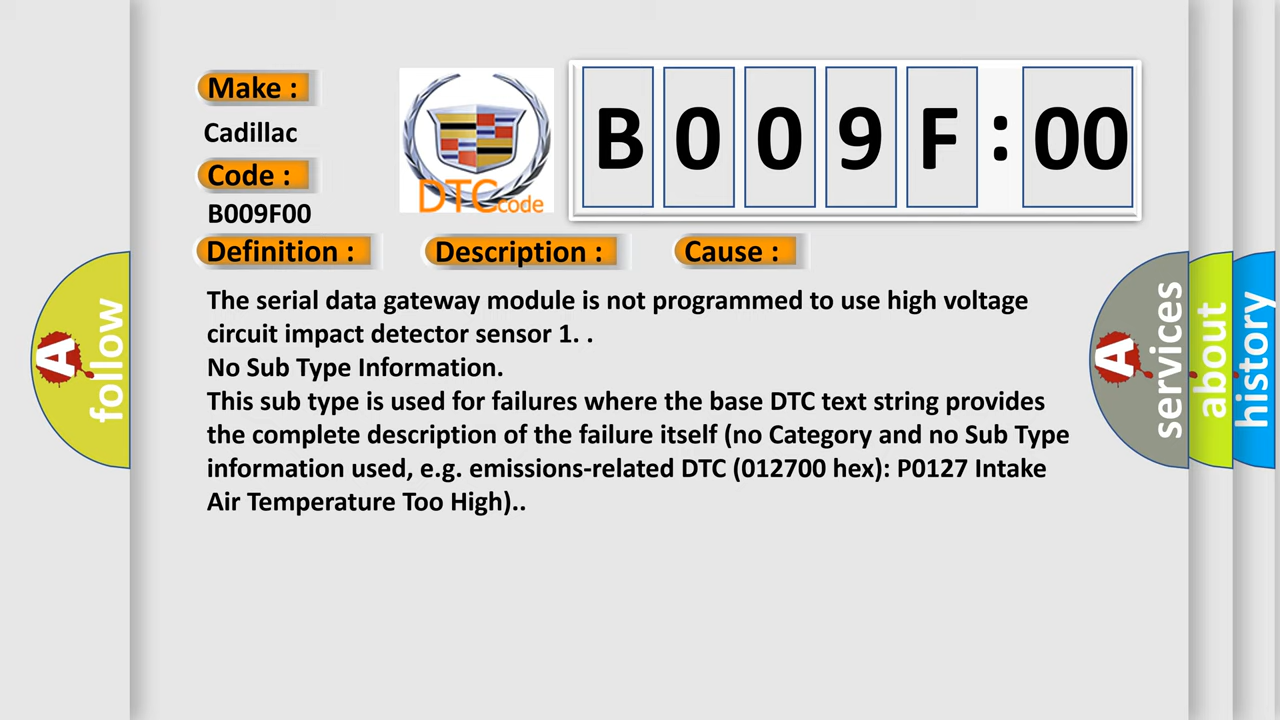 Make :
Cadillac
Code :
B009F00
DTC code
B009F:00
Definition :
Description :
Cause :
The serial data gateway module is not programmed to use high voltage
circuit impact detector sensor 1. .
No Sub Type Information.
This sub type is used for failures where the base DTC text string provides
the complete description of the failure itself (no Category and no Sub Type
information used, e.g. emissions-related DTC (012700 hex): P0127 Intake
Air Temperature Too High)..
A follow
A services
about
history